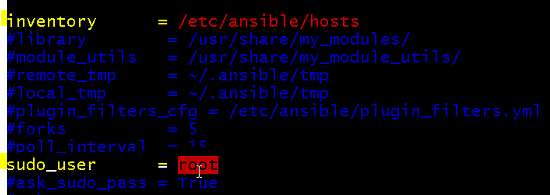 inventory = /etc/ansible/hosts
#library = /usr/share/my_modules/
#module_utils = /usr/share/my_module_utils/
#remote_tmp = ~/.ansible/tmp
#local_tmp = ~/.ansible/tmp
#plugin_filters_cfg = /etc/ansible/plugin_filters.yml
#forks = 5
#poll_interval = 15
sudo_user = root
#ask_sudo_pass = True